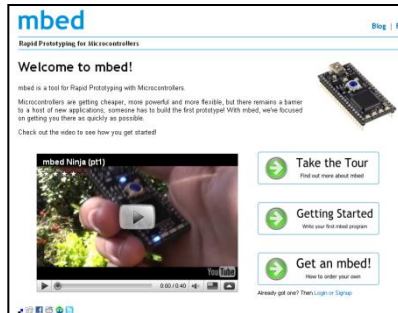 mbed
Blog |
Rapid Prototyping for Microcontrollers
Welcome to mbed!
mbed is a tool for Rapid Prototyping with Microcontrollers.
Microcontrollers are getting cheaper, more powerful and more flexible, but there remains a barrier
to a host of new applications; someone has to build the first prototype! With mbed, we've focused
on getting you there as quickly as possible.
Check out the video to see how you get started!
mbed Ninja (pt1)
You Tube
0:00 / 0:40
Take the Tour
Find out more about mbed
Getting Started
Write your first mbed program
Get an mbed!
How to order your own
Already got one? Then Login or Signup